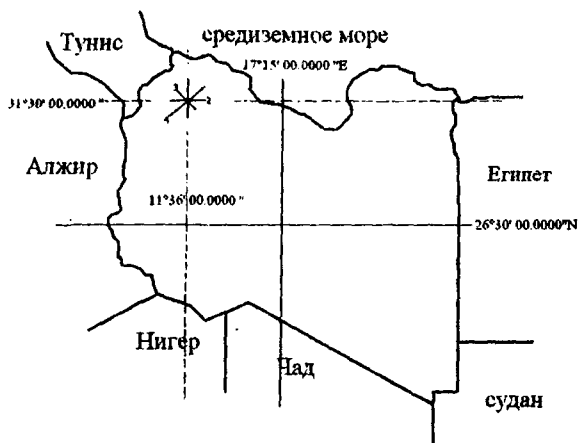 Тунис
средиземное море
17°15' 00.0000 "E
31°30' 00.0000 "
Алжир
11°36' 00.0000 "
Египет
26°30' 00.0000"N
Нигер
Чад
судан